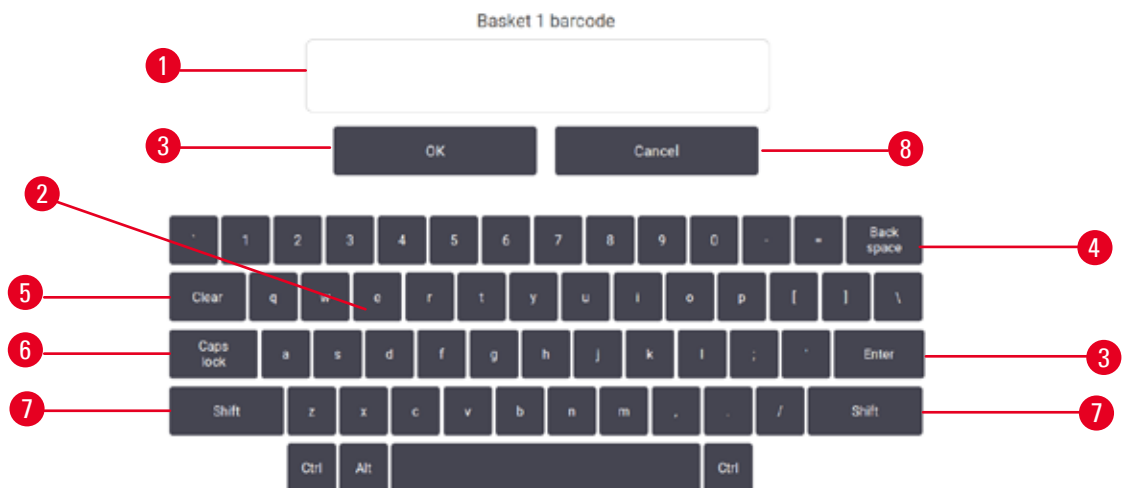 Basket 1 barcode
1
3 OK Cancel 8
2
` 1 2 3 4 5 6 7 8 9 0 - = Back space 4
5 Clear q w e r t y u i o p [ ] \
6 Caps lock a s d f g h j k l ; ' Enter 3
7 Shift z x c v b n m , . / Shift 7
Ctrl Alt Ctrl